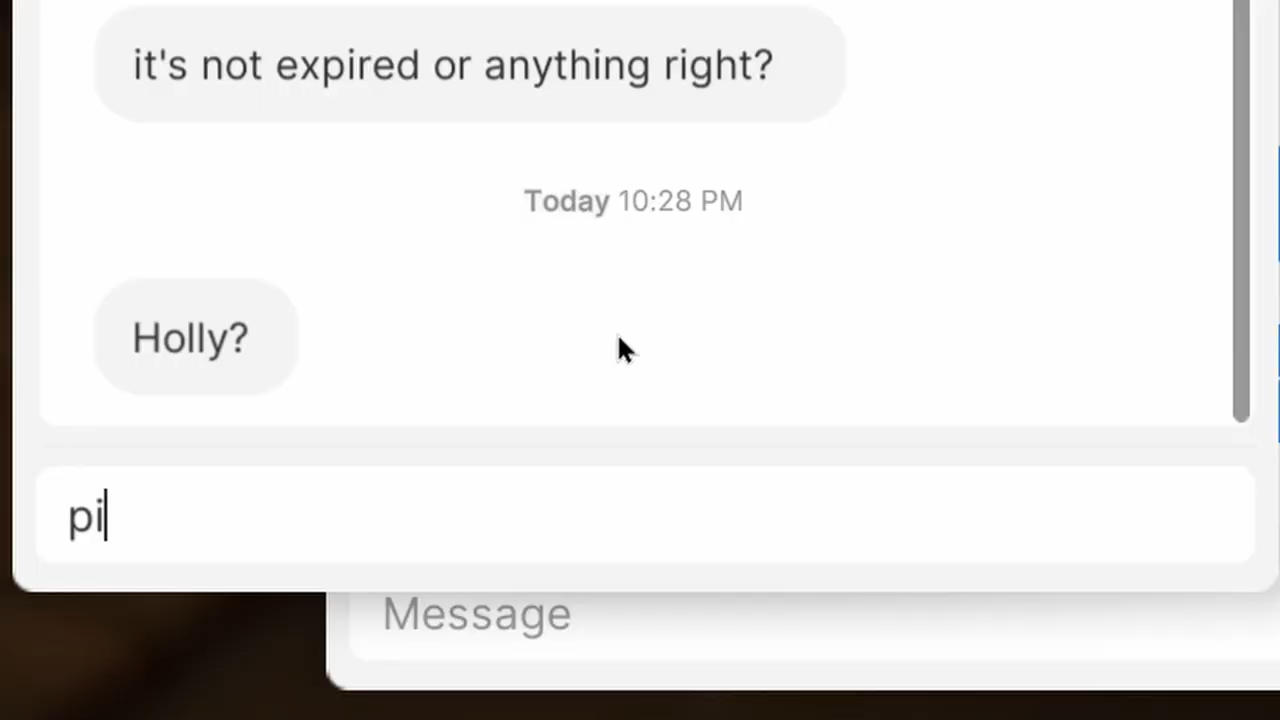 it's not expired or anything right?
Today 10:28 PM
Holly?
pi
Message